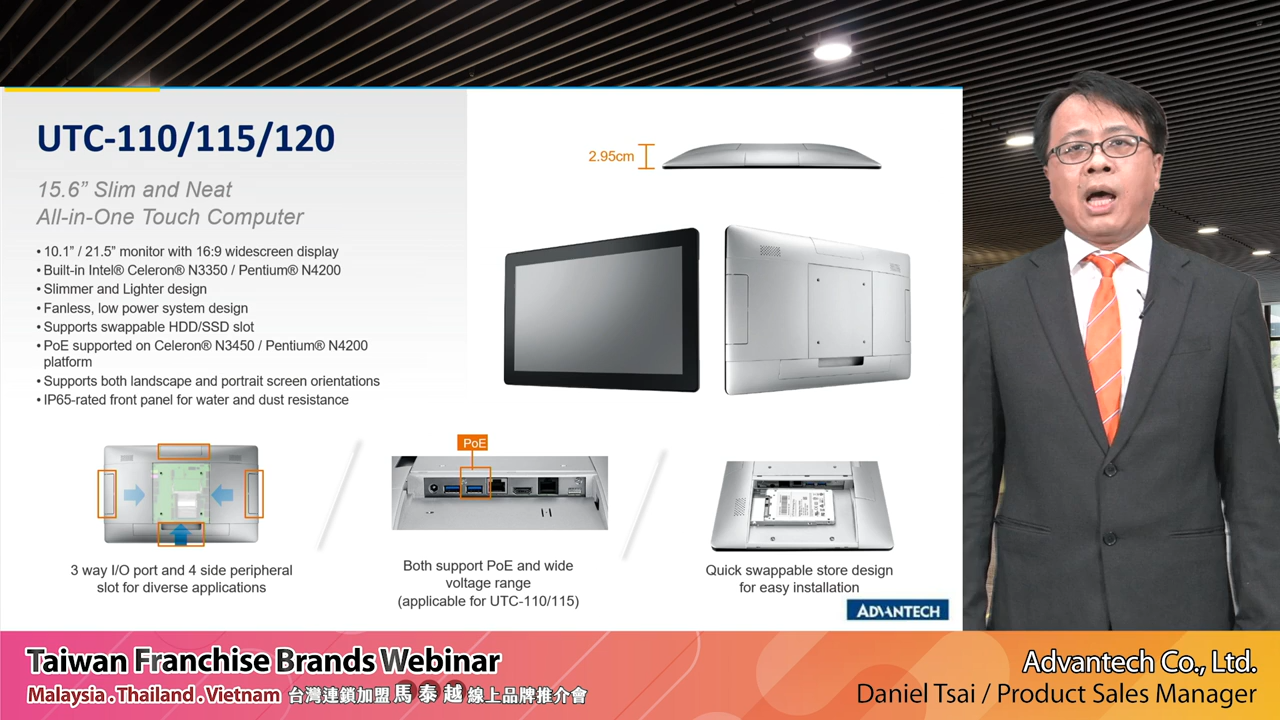 UTC-110/115/120
15.6” Slim and Neat
All-in-One Touch Computer
• 10.1” / 21.5” monitor with 16:9 widescreen display
• Built-in Intel® Celeron® N3350 / Pentium® N4200
• Slimmer and Lighter design
• Fanless, low power system design
• Supports swappable HDD/SSD slot
• PoE supported on Celeron® N3450 / Pentium® N4200
platform
• Supports both landscape and portrait screen orientations
• IP65-rated front panel for water and dust resistance
2.95cm
3 way I/O port and 4 side peripheral
slot for diverse applications
PoE
Both support PoE and wide
voltage range
(applicable for UTC-110/115)
Quick swappable store design
for easy installation
ADVANTECH
Taiwan Franchise Brands Webinar
Malaysia . Thailand . Vietnam 台灣連鎖加盟 馬 泰 越 線上品牌推介會
Advantech Co., Ltd.
Daniel Tsai / Product Sales Manager